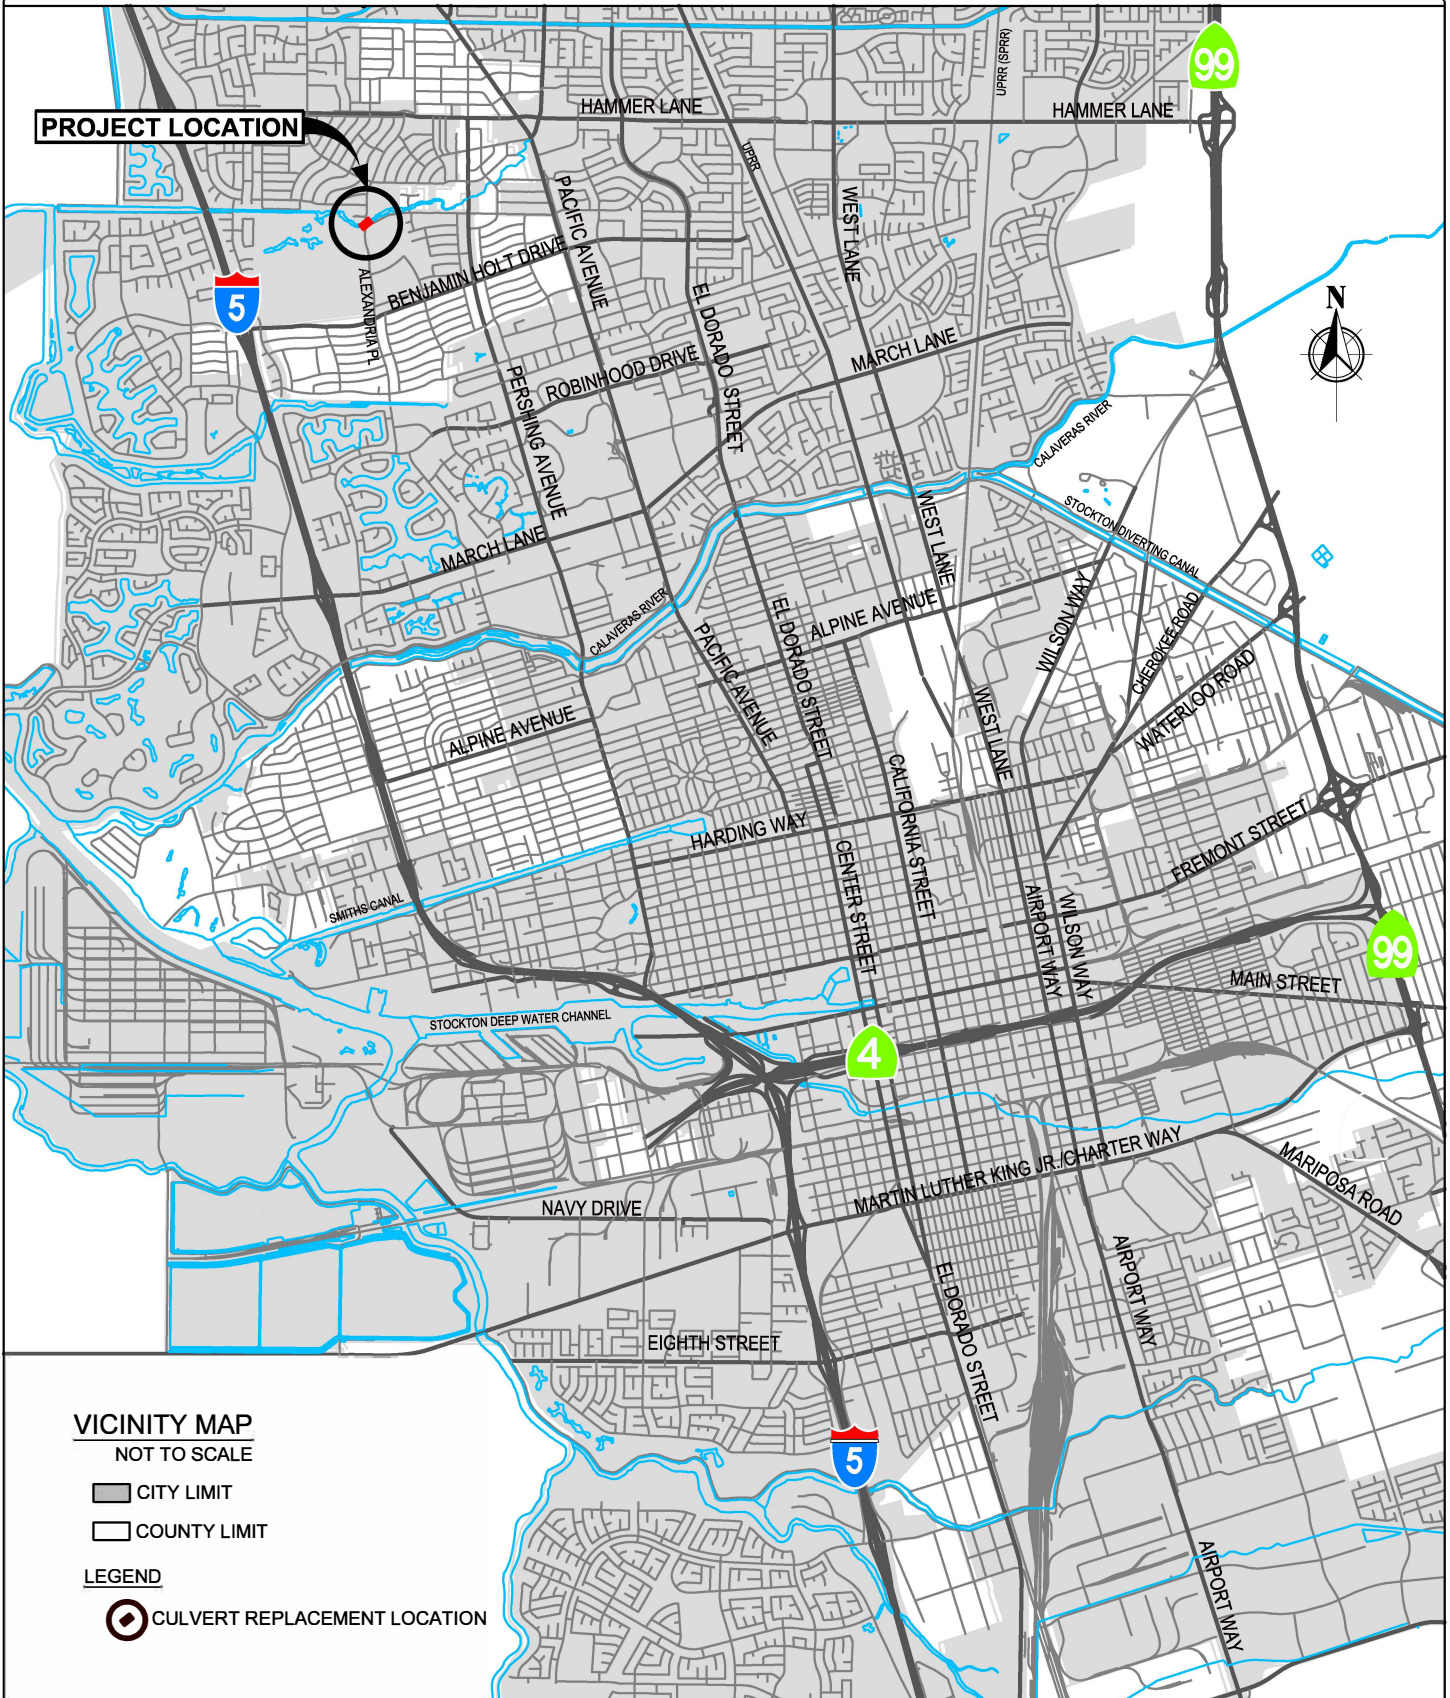 99
HAMMER LANE
HAMMER LANE
UPRR (SPRR)
PROJECT LOCATION
UPRR
PACIFIC AVENUE
WEST LANE
BENJAMIN HOLT DRIVE
ALEXANDRIA PL
5
EL DORADO STREET
N
MARCH LANE
ROBINHOOD DRIVE
PERSHING AVENUE
CALAVERAS RIVER
MARCH LANE
WEST LANE
STOCKTON DIVERTING CANAL
CALAVERAS RIVER
EL DORADO STREET
ALPINE AVENUE
WILSON WAY
CHEROKEE ROAD
WATERLOO ROAD
PACIFIC AVENUE
WEST LANE
ALPINE AVENUE
CALIFORNIA STREET
HARDING WAY
CENTER STREET
FREMONT STREET
SMITHS CANAL
AIRPORT WAY
WILSON WAY
99
MAIN STREET
STOCKTON DEEP WATER CHANNEL
4
MARTIN LUTHER KING JR./CHARTER WAY
MARIPOSA ROAD
NAVY DRIVE
AIRPORT WAY
EL DORADO STREET
EIGHTH STREET
5
AIRPORT WAY
VICINITY MAP
NOT TO SCALE
CITY LIMIT
COUNTY LIMIT
LEGEND
CULVERT REPLACEMENT LOCATION